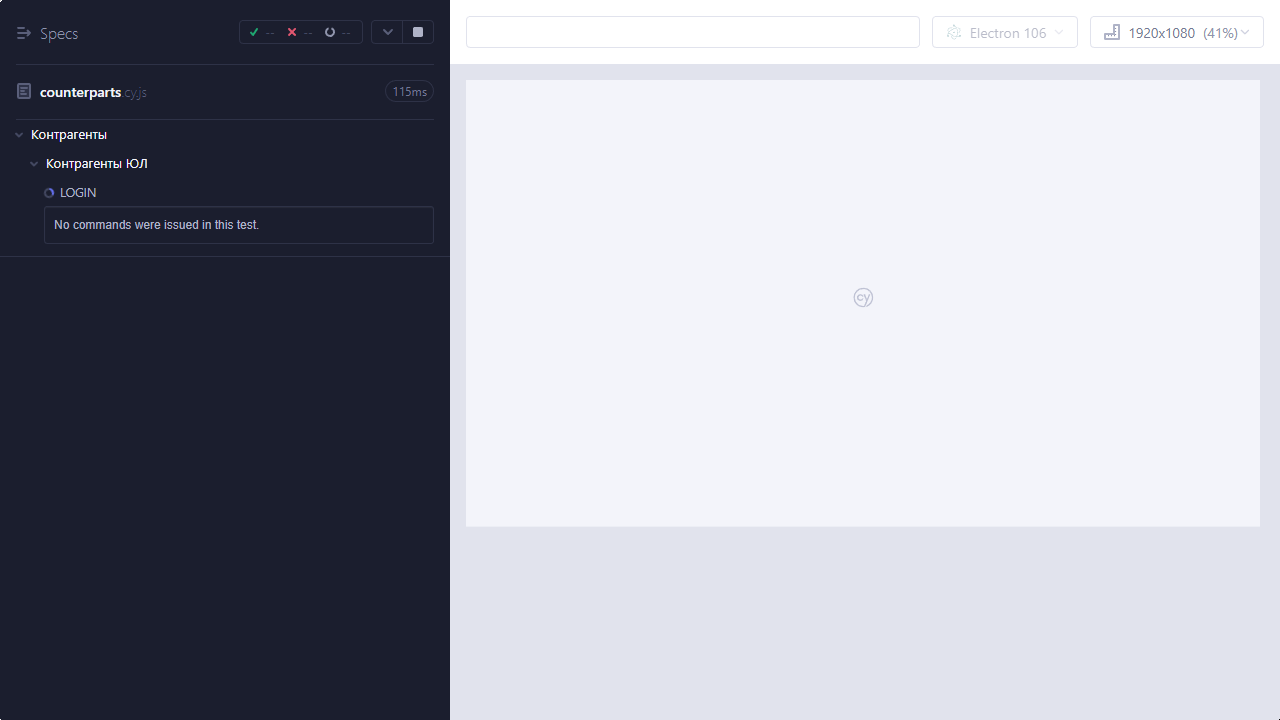 Specs
-- -- --
Electron 106
1920x1080 (41%)
counterparts.cy.js
115ms
Контрагенты
Контрагенты ЮЛ
LOGIN
No commands were issued in this test.
cy